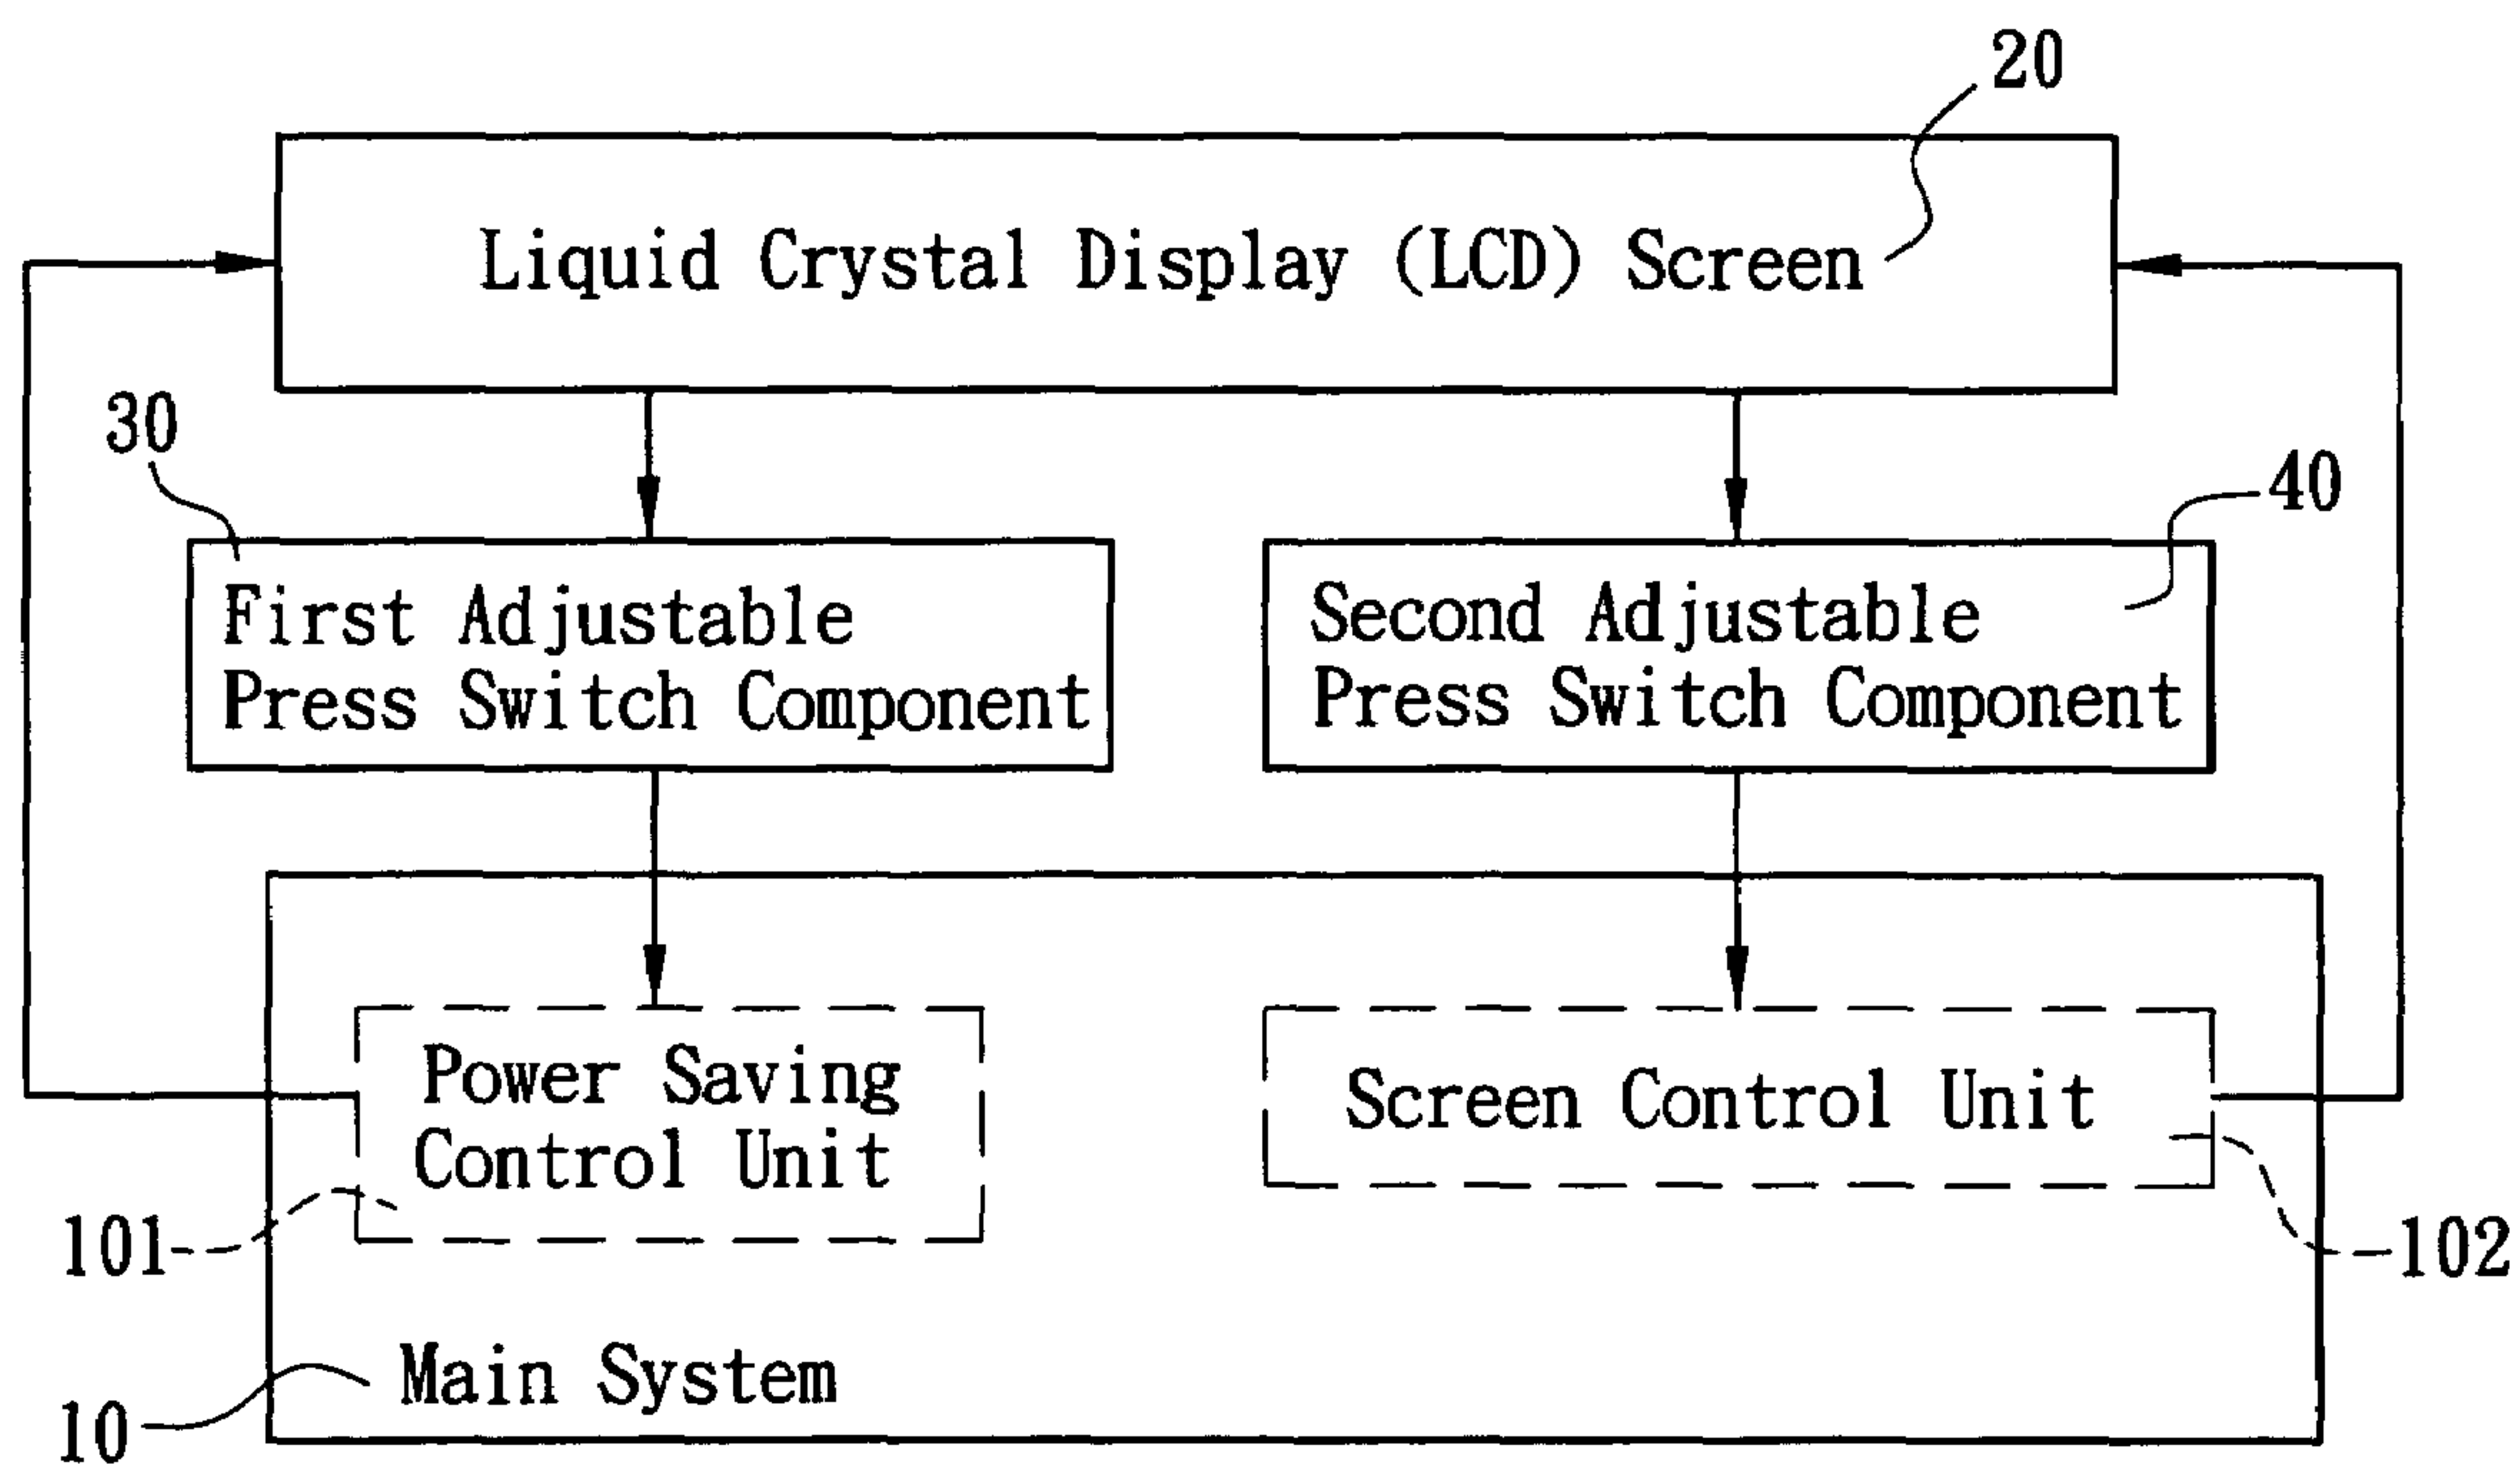 20
Liquid Crystal Display (LCD) Screen
30
40
First Adjustable
Press Switch Component
Second Adjustable
Press Switch Component
Power Saving
Control Unit
Screen Control Unit
101
102
Main System
10